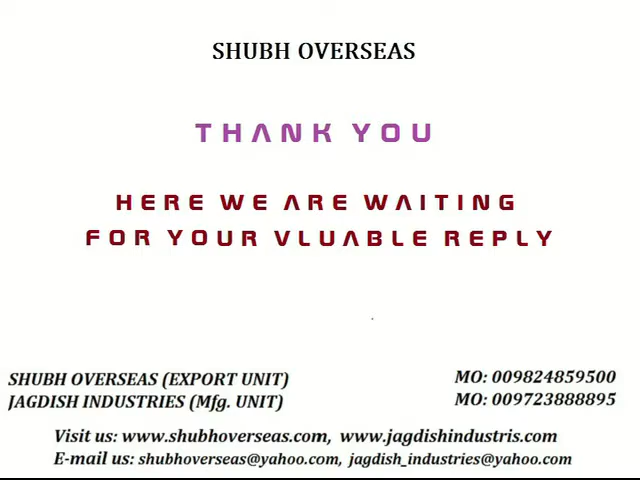 SHUBH OVERSEAS
THANK YOU
HERE WE ARE WAITING
FOR YOUR VLUABLE REPLY
SHUBH OVERSEAS (EXPORT UNIT)
MO: 009824859500
JAGDISH INDUSTRIES (Mfg. UNIT)
MO: 009723888895
Visit us: www.shubhoverseas.com, www.jagdishindustris.com
E-mail us: shubhoverseas@yahoo.com, jagdish_industries@yahoo.com